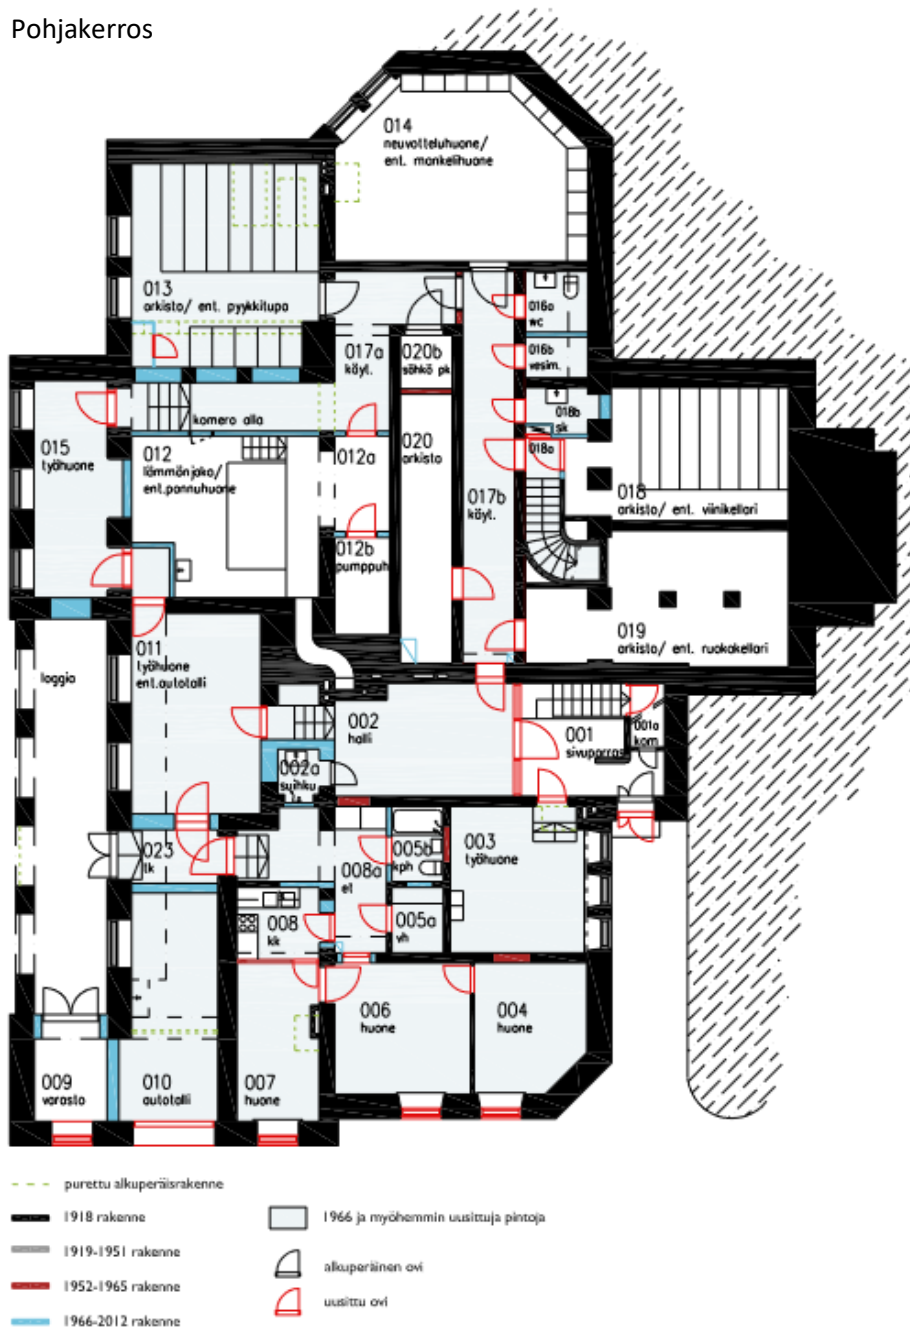 Pohjakerros
014
neuvotteluhuone/
ent. mankelihuone
013
arkisto/ ent. pyykkitupa
016a
wc
016b
vesim.
017a
käyt.
020b
sähkö pk
018b
sk
018a
komero alla
015
työhuone
012
lämmönjako/
ent.pannuhuone
012a
020
arkisto
017b
käyt.
018
arkisto/ ent. viinikellari
012b
pumppuh
019
arkisto/ ent. ruokakellari
011
työhuone
ent.autotalli
loggia
002
halli
001
sivuporras
001a
kom
002a
suihku
023
tk
008a
et
005b
kph
003
työhuone
008
kk
005a
vh
006
huone
004
huone
009
varasto
010
autotalli
007
huone
purettu alkuperäisrakenne
1918 rakenne
1966 ja myöhemmin uusittuja pintoja
1919-1951 rakenne
alkuperäinen ovi
1952-1965 rakenne
uusittu ovi
1966-2012 rakenne